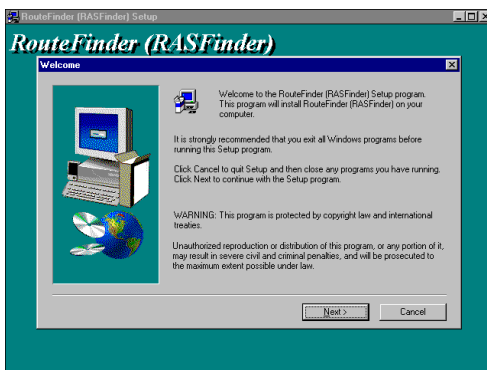 RouteFinder (RASFinder) Setup
RouteFinder (RASFinder)
Welcome
Welcome to the RouteFinder (RASFinder) Setup program.
This program will install RouteFinder (RASFinder) on your
computer.
It is strongly recommended that you exit all Windows programs before
running this Setup program.
Click Cancel to quit Setup and then close any programs you have running.
Click Next to continue with the Setup program.
WARNING: This program is protected by copyright law and international
treaties.
Unauthorized reproduction or distribution of this program, or any portion of it,
may result in severe civil and criminal penalties, and will be prosecuted to
the maximum extent possible under law.
Next >
Cancel